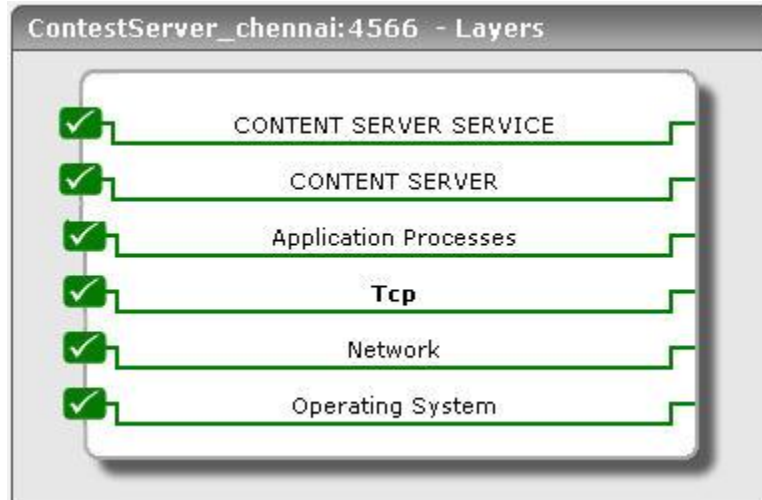 ContestServer_chennai:4566 - Layers
CONTENT SERVER SERVICE
CONTENT SERVER
Application Processes
Tcp
Network
Operating System